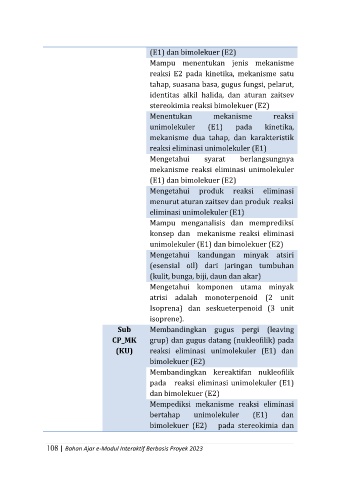 (E1) dan bimolekuer (E2)
Mampu menentukan jenis mekanisme
reaksi E2 pada kinetika, mekanisme satu
tahap, suasana basa, gugus fungsi, pelarut,
identitas alkil halida, dan aturan zaitsev
stereokimia reaksi bimolekuer (E2)
Menentukan mekanisme reaksi
unimolekuler (E1) pada kinetika,
mekanisme dua tahap, dan karakteristik
reaksi eliminasi unimolekuler (E1)
Mengetahui syarat berlangsungnya
mekanisme reaksi eliminasi unimolekuler
(E1) dan bimolekuer (E2)
Mengetahui produk reaksi eliminasi
menurut aturan zaitsev dan produk reaksi
eliminasi unimolekuler (E1)
Mampu menganalisis dan memprediksi
konsep dan mekanisme reaksi eliminasi
unimolekuler (E1) dan bimolekuer (E2)
Mengetahui kandungan minyak atsiri
(esensial oil) dari jaringan tumbuhan
(kulit, bunga, biji, daun dan akar)
Mengetahui komponen utama minyak
atrisi adalah monoterpenoid (2 unit
Isoprena) dan seskueterpenoid (3 unit
isoprene).
Sub CP_MK (KU)
Membandingkan gugus pergi (leaving
grup) dan gugus datang (nukleofilik) pada
reaksi eliminasi unimolekuler (E1) dan
bimolekuer (E2)
Membandingkan kereaktifan nukleofilik
pada reaksi eliminasi unimolekuler (E1)
dan bimolekuer (E2)
Mempediksi mekanisme reaksi eliminasi
bertahap unimolekuler (E1) dan
bimolekuer (E2) pada stereokimia dan
108 | Bahan Ajar e-Modul Interaktif Berbasis Proyek 2023